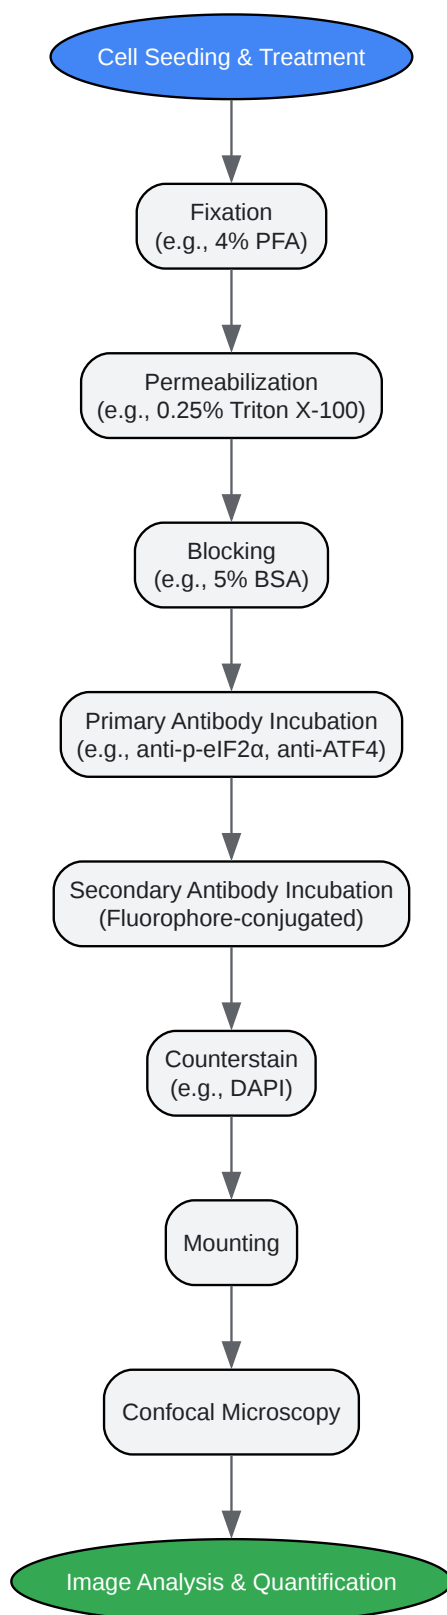 Cell Seeding & Treatment
Fixation
(e.g., 4% PFA)
Permeabilization
(e.g., 0.25% Triton X-100)
Blocking
(e.g., 5% BSA)
Primary Antibody Incubation
(e.g., anti-p-eIF2α, anti-ATF4)
Secondary Antibody Incubation
(Fluorophore-conjugated)
Counterstain
(e.g., DAPI)
Mounting
Confocal Microscopy
Image Analysis & Quantification